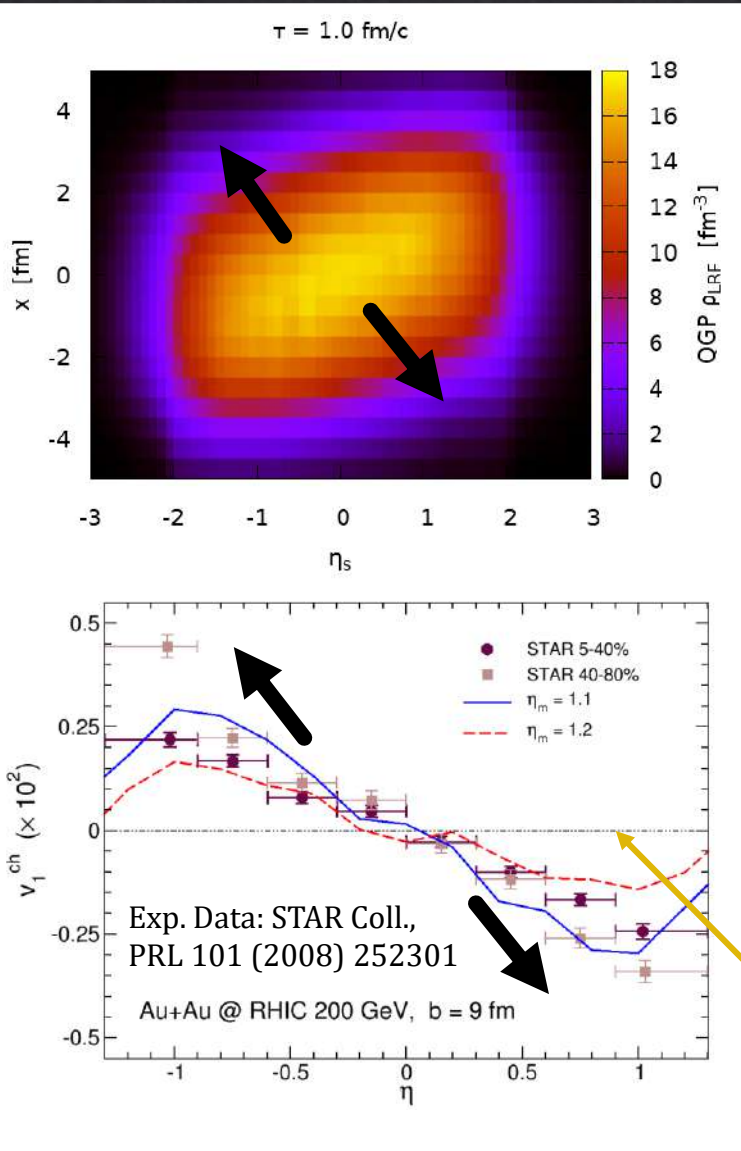 τ = 1.0 fm/c
4
2
0
-2
-4
x [fm]
-3 -2 -1 0 1 2 3
ηs
18
16
14
12
10
8
6
4
2
0
QGP ρLRF [fm-3]
0.5
0.25
0
-0.25
-0.5
v1ch (× 10²)
STAR 5-40%
STAR 40-80%
ηm = 1.1
ηm = 1.2
Exp. Data: STAR Coll.,
PRL 101 (2008) 252301
Au+Au @ RHIC 200 GeV, b = 9 fm
-1 -0.5 0 0.5 1
η